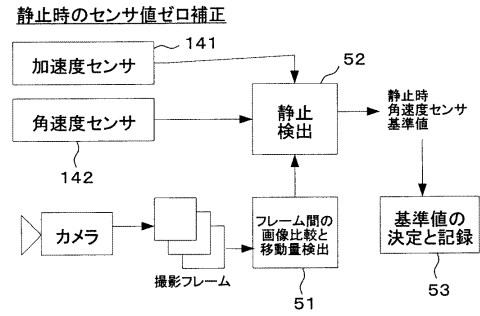 静止時のセンサ値ゼロ補正
141
加速度センサ
52
静止
検出
静止時
角速度センサ
基準値
角速度センサ
142
カメラ
撮影フレーム
フレーム間の
画像比較と
移動量検出
51
基準値の
決定と記録
53